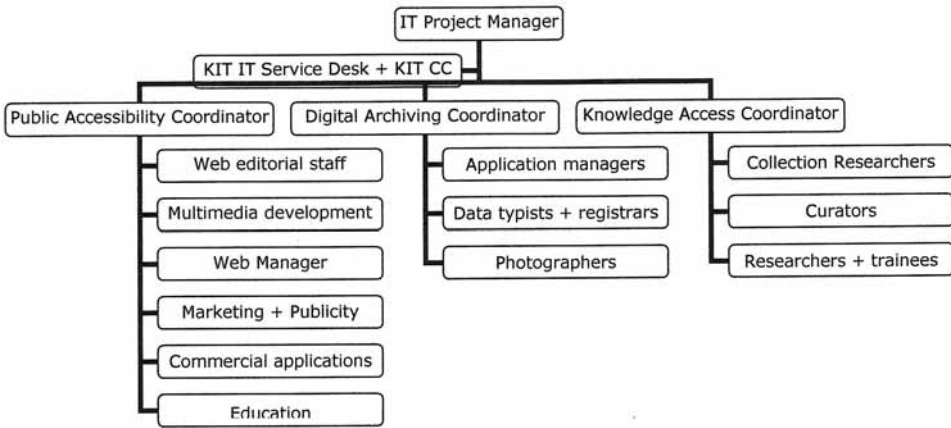 IT Project Manager
KIT IT Service Desk + KIT CC
Public Accessibility Coordinator
Digital Archiving Coordinator
Knowledge Access Coordinator
Web editorial staff
Multimedia development
Web Manager
Marketing + Publicity
Commercial applications
Education
Application managers
Data typists + registrars
Photographers
Collection Researchers
Curators
Researchers + trainees